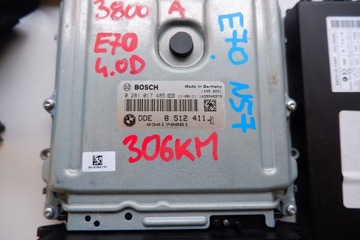 3800 A
E70
4.0D
E70 N57
BOSCH
Made in Germany
0 281 017 485
DDE 8 512 411
030170861
306KM